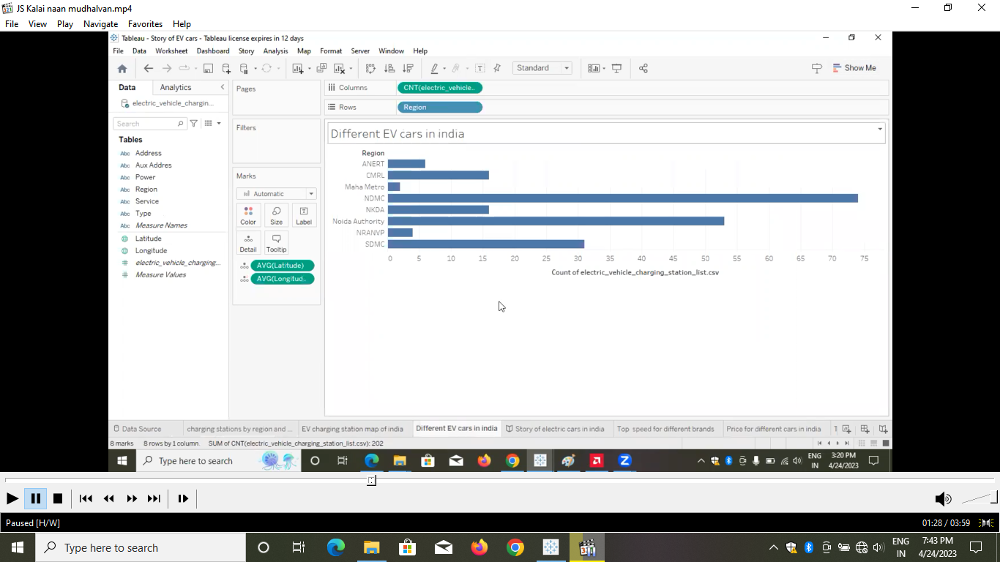 JS Kalai naan mudhalvan.mp4
File View Play Navigate Favorites Help
Tableau - Story of EV cars - Tableau license expires in 12 days
File Data Worksheet Dashboard Story Analysis Map Format Server Window Help
Standard
Show Me
Data Analytics
electric_vehicle_chargin...
Search
Tables
Abc Address
Abc Aux Addres
Abc Power
Abc Region
Abc Service
Abc Type
Abc Measure Names
Latitude
Longitude
# electric_vehicle_charging...
# Measure Values
Pages
Filters
Marks
Automatic
Color Size Label
Detail Tooltip
AVG(Latitude)
AVG(Longitud..
Columns CNT(electric_vehicle..
Rows Region
Different EV cars in india
Region
ANERT
CMRL
Maha Metro
NDMC
NKDA
Noida Authority
NRANVP
SDMC
0 5 10 15 20 25 30 35 40 45 50 55 60 65 70 75
Count of electric_vehicle_charging_station_list.csv
Data Source charging stations by region and ... EV charging station map of india Different EV cars in india Story of electric cars in india Top speed for different brands Price for different cars in india
8 marks 8 rows by 1 column SUM of CNT(electric_vehicle_charging_station_list.csv): 202
Type here to search
ENG
IN
3:20 PM
4/24/2023
Paused [H/W]
01:28 / 03:59
Type here to search
ENG
IN
7:43 PM
4/24/2023